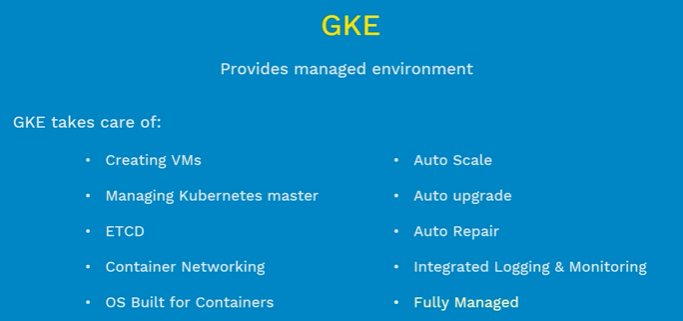 GKE
Provides managed environment
GKE takes care of:
• Creating VMs
• Managing Kubernetes master
• ETCD
• Container Networking
• OS Built for Containers
• Auto Scale
• Auto upgrade
• Auto Repair
• Integrated Logging & Monitoring
• Fully Managed